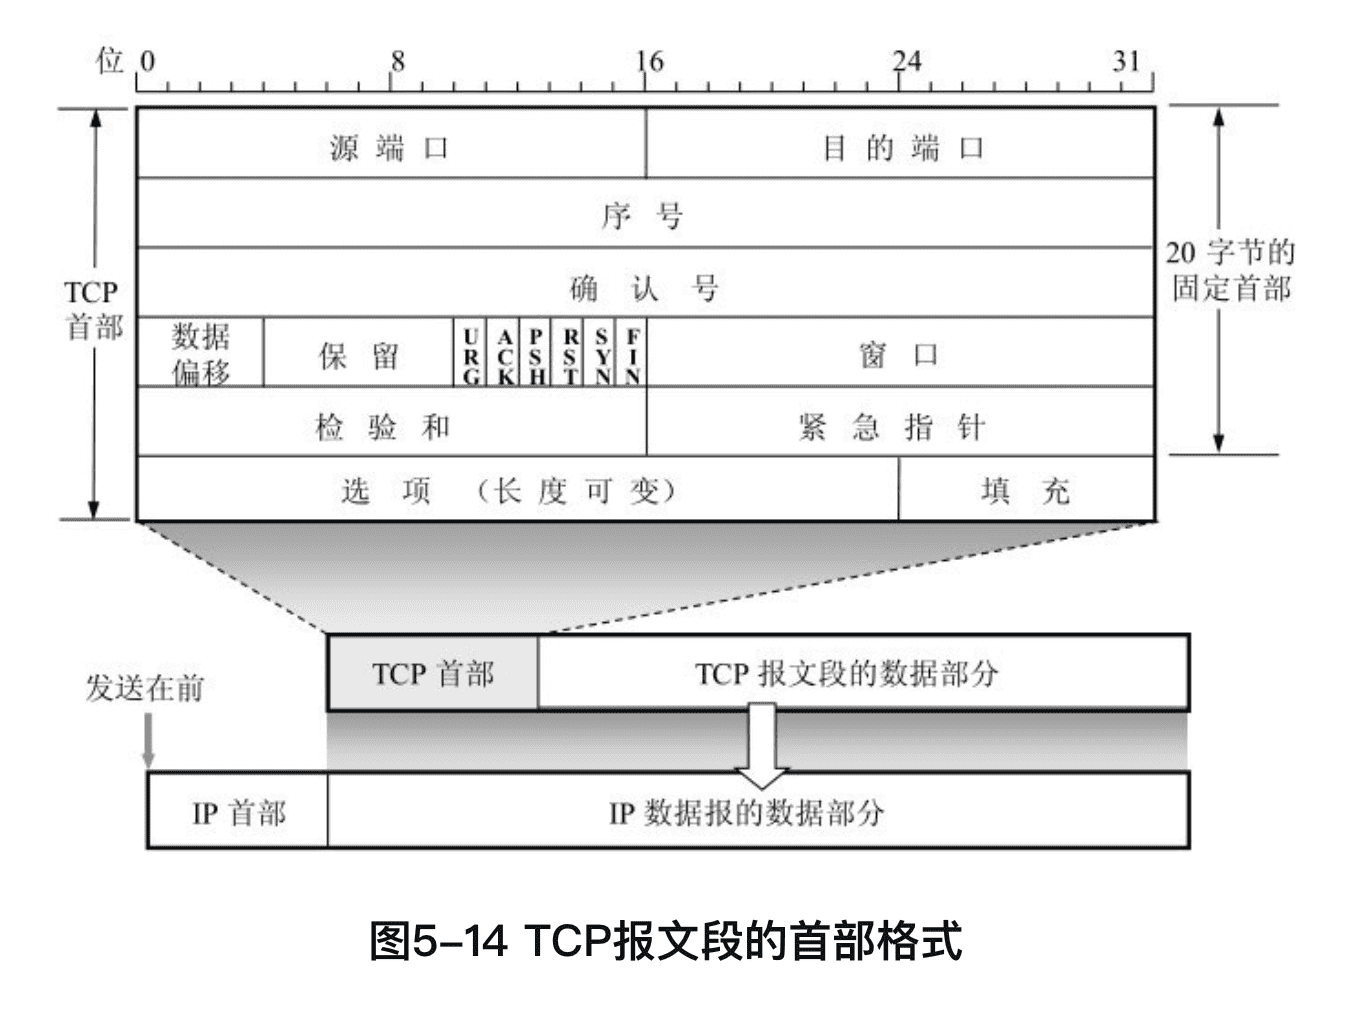 位 0 8 16 24 31
源端口 目的端口
序号
确认号
TCP
首部
20 字节的
固定首部
数据
偏移
保留
URG
ACK
PSH
RST
SYN
FIN
窗口
检验和 紧急指针
选项 （长度可变） 填充
TCP 首部 TCP 报文段的数据部分
发送在前
IP 首部 IP 数据报的数据部分
图5-14 TCP报文段的首部格式